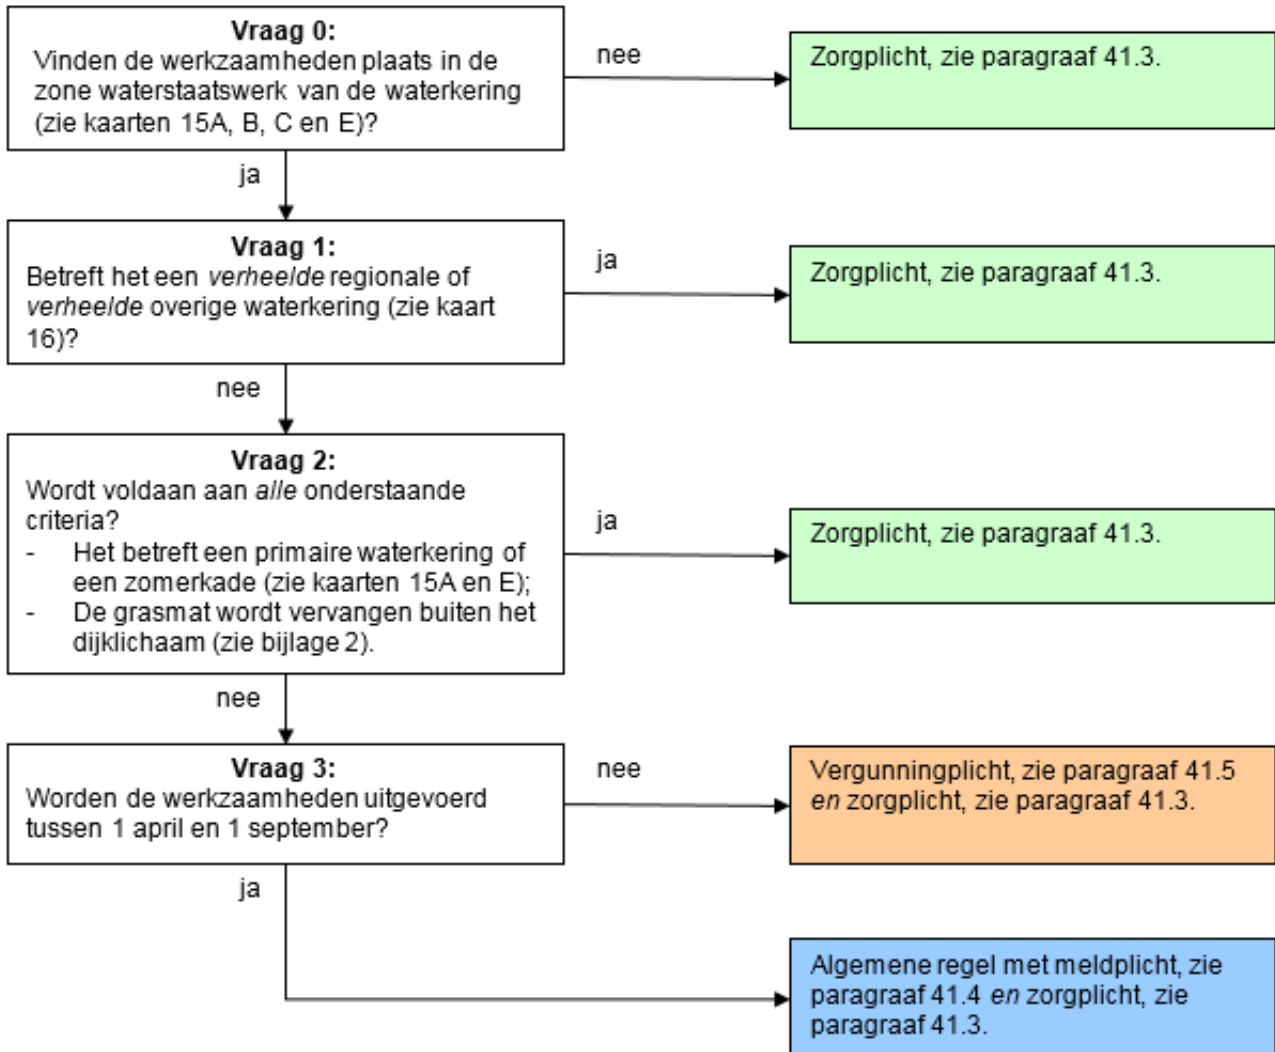 Vraag 0:
Vinden de werkzaamheden plaats in de
zone waterstaatswerk van de waterkering
(zie kaarten 15A, B, C en E)?
nee
Zorgplicht, zie paragraaf 41.3.
ja
Vraag 1:
Betreft het een verheelde regionale of
verheelde overige waterkering (zie kaart
16)?
ja
Zorgplicht, zie paragraaf 41.3.
nee
Vraag 2:
Wordt voldaan aan alle onderstaande
criteria?
- Het betreft een primaire waterkering of
een zomerkade (zie kaarten 15A en E);
- De grasmat wordt vervangen buiten het
dijklichaam (zie bijlage 2).
ja
Zorgplicht, zie paragraaf 41.3.
nee
Vraag 3:
Worden de werkzaamheden uitgevoerd
tussen 1 april en 1 september?
nee
Vergunningplicht, zie paragraaf 41.5
en zorgplicht, zie paragraaf 41.3.
ja
Algemene regel met meldplicht, zie
paragraaf 41.4 en zorgplicht, zie
paragraaf 41.3.